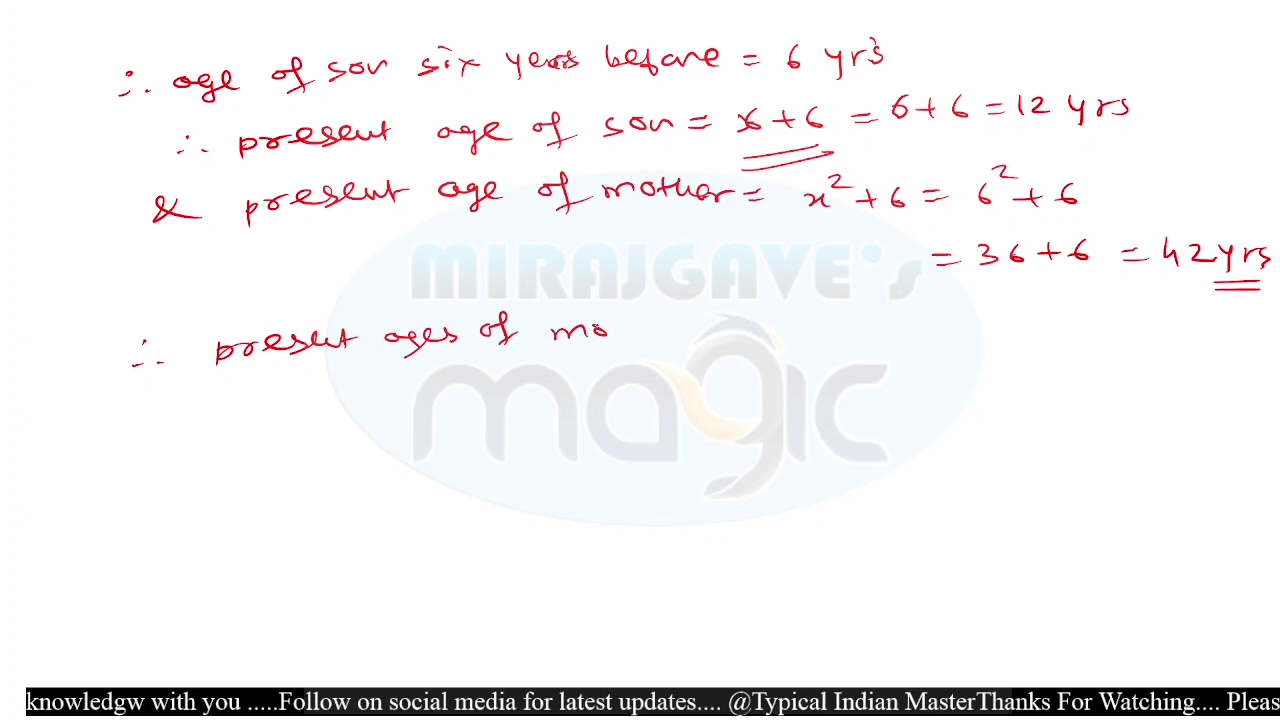 ∴ age of son six years before = 6 yrs
∴ present age of son = x+6 = 6+6 = 12 yrs
& present age of mother = x²+6 = 6²+6
= 36+6 = 42yrs
MIRAJGAVE's
∴ present ages of mo
magic
knowledgw with you .....Follow on social media for latest updates.... @Typical Indian MasterThanks For Watching.... Pleas